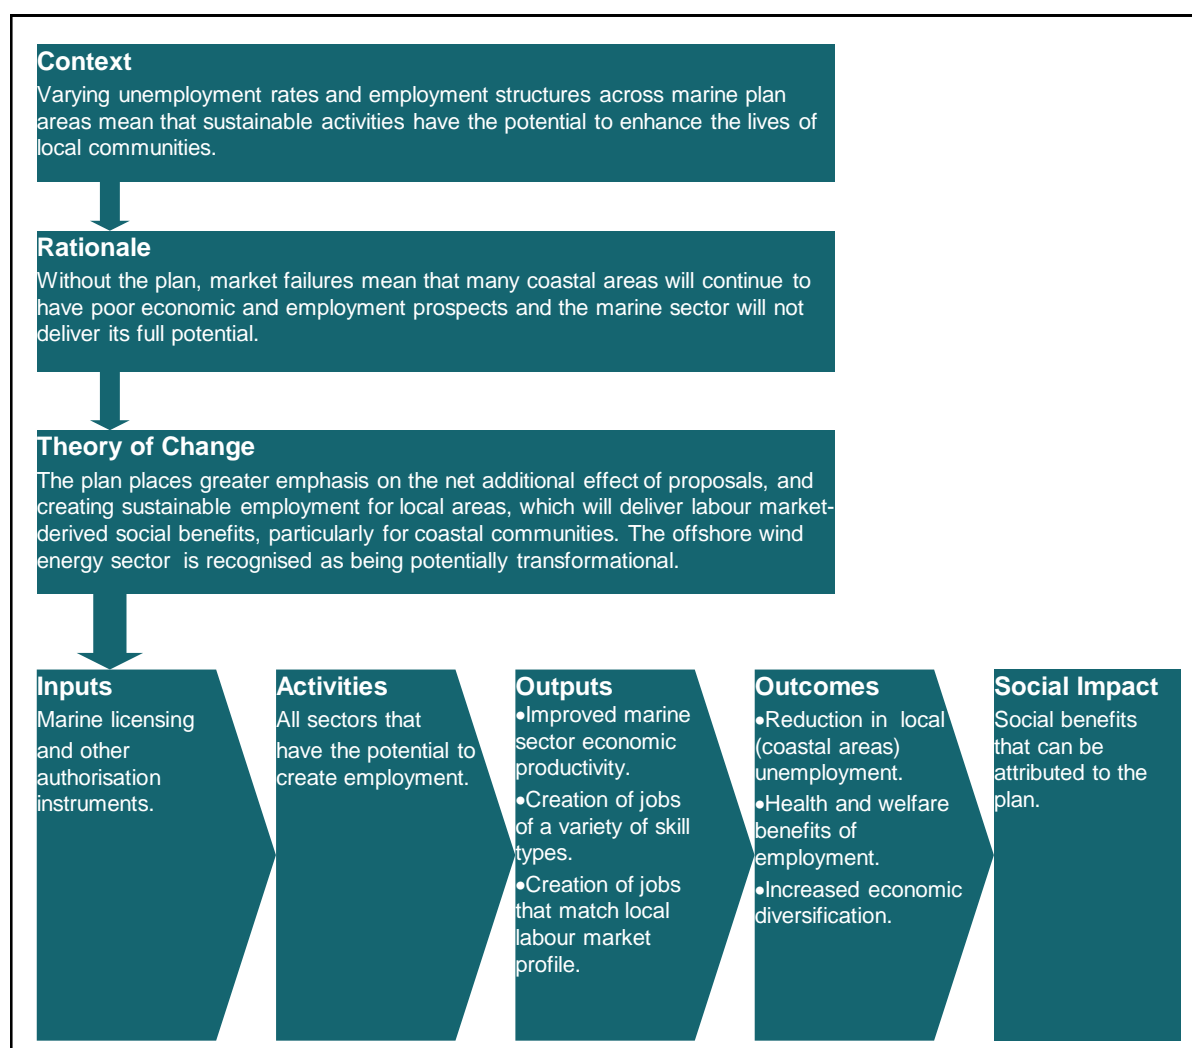 Context
Varying unemployment rates and employment structures across marine plan
areas mean that sustainable activities have the potential to enhance the lives of
local communities.
Rationale
Without the plan, market failures mean that many coastal areas will continue to
have poor economic and employment prospects and the marine sector will not
deliver its full potential.
Theory of Change
The plan places greater emphasis on the net additional effect of proposals, and
creating sustainable employment for local areas, which will deliver labour market-
derived social benefits, particularly for coastal communities. The offshore wind
energy sector is recognised as being potentially transformational.
Inputs
Marine licensing
and other
authorisation
instruments.
Activities
All sectors that
have the potential to
create employment.
Outputs
•Improved marine
sector economic
productivity.
•Creation of jobs
of a variety of skill
types.
•Creation of jobs
that match local
labour market
profile.
Outcomes
•Reduction in local
(coastal areas)
unemployment.
•Health and welfare
benefits of
employment.
•Increased economic
diversification.
Social Impact
Social benefits
that can be
attributed to the
plan.